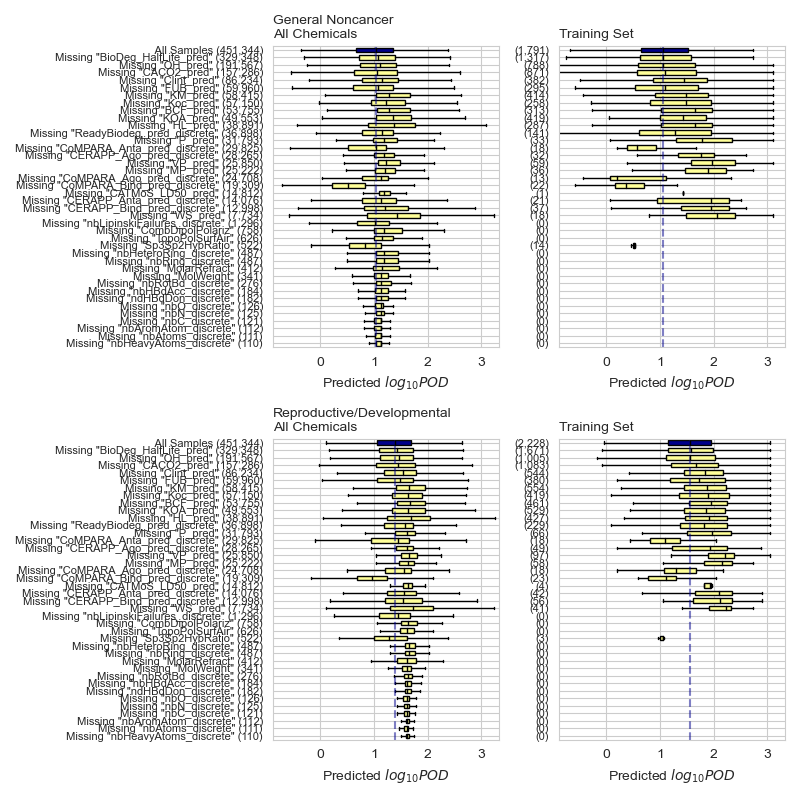 General Noncancer
All Chemicals
All Samples (451,344)
Missing "BioDeg_HalfLife_pred" (329,348)
Missing "OH_pred" (191,567)
Missing "CACO2_pred" (157,286)
Missing "Clint_pred" (86,234)
Missing "FUB_pred" (59,960)
Missing "KM_pred" (58,415)
Missing "Koc_pred" (57,150)
Missing "BCF_pred" (53,755)
Missing "KOA_pred" (49,553)
Missing "HL_pred" (38,891)
Missing "ReadyBiodeg_pred_discrete" (36,898)
Missing "P_pred" (31,793)
Missing "CoMPARA_Anta_pred_discrete" (29,825)
Missing "CERAPP_Ago_pred_discrete" (28,265)
Missing "VP_pred" (25,850)
Missing "MP_pred" (25,222)
Missing "CoMPARA_Ago_pred_discrete" (24,708)
Missing "CoMPARA_Bind_pred_discrete" (19,309)
Missing "CATMoS_LD50_pred" (14,812)
Missing "CERAPP_Anta_pred_discrete" (14,076)
Missing "CERAPP_Bind_pred_discrete" (12,998)
Missing "WS_pred" (7,734)
Missing "nbLipinskiFailures_discrete" (1,296)
Missing "CombDipolPolariz" (758)
Missing "TopoPolSurfAir" (626)
Missing "Sp3Sp2HybRatio" (522)
Missing "nbHeteroRing_discrete" (487)
Missing "nbRing_discrete" (487)
Missing "MolarRefract" (412)
Missing "MolWeight" (341)
Missing "nbRotBd_discrete" (276)
Missing "nbHBdAcc_discrete" (184)
Missing "ndHBdDon_discrete" (182)
Missing "nbO_discrete" (126)
Missing "nbN_discrete" (125)
Missing "nbC_discrete" (121)
Missing "nbAromAtom_discrete" (112)
Missing "nbAtoms_discrete" (111)
Missing "nbHeavyAtoms_discrete" (110)
0 1 2 3
Predicted log10POD
Training Set
(1,791)
(1,317)
(788)
(871)
(382)
(295)
(414)
(258)
(313)
(419)
(287)
(141)
(33)
(18)
(32)
(59)
(36)
(13)
(22)
(1)
(21)
(37)
(18)
(0)
(0)
(0)
(14)
(0)
(0)
(0)
(0)
(0)
(0)
(0)
(0)
(0)
(0)
(0)
(0)
(0)
0 1 2 3
Predicted log10POD
Reproductive/Developmental
All Chemicals
All Samples (451,344)
Missing "BioDeg_HalfLife_pred" (329,348)
Missing "OH_pred" (191,567)
Missing "CACO2_pred" (157,286)
Missing "Clint_pred" (86,234)
Missing "FUB_pred" (59,960)
Missing "KM_pred" (58,415)
Missing "Koc_pred" (57,150)
Missing "BCF_pred" (53,755)
Missing "KOA_pred" (49,553)
Missing "HL_pred" (38,891)
Missing "ReadyBiodeg_pred_discrete" (36,898)
Missing "P_pred" (31,793)
Missing "CoMPARA_Anta_pred_discrete" (29,825)
Missing "CERAPP_Ago_pred_discrete" (28,265)
Missing "VP_pred" (25,850)
Missing "MP_pred" (25,222)
Missing "CoMPARA_Ago_pred_discrete" (24,708)
Missing "CoMPARA_Bind_pred_discrete" (19,309)
Missing "CATMoS_LD50_pred" (14,812)
Missing "CERAPP_Anta_pred_discrete" (14,076)
Missing "CERAPP_Bind_pred_discrete" (12,998)
Missing "WS_pred" (7,734)
Missing "nbLipinskiFailures_discrete" (1,296)
Missing "CombDipolPolariz" (758)
Missing "TopoPolSurfAir" (626)
Missing "Sp3Sp2HybRatio" (522)
Missing "nbHeteroRing_discrete" (487)
Missing "nbRing_discrete" (487)
Missing "MolarRefract" (412)
Missing "MolWeight" (341)
Missing "nbRotBd_discrete" (276)
Missing "nbHBdAcc_discrete" (184)
Missing "ndHBdDon_discrete" (182)
Missing "nbO_discrete" (126)
Missing "nbN_discrete" (125)
Missing "nbC_discrete" (121)
Missing "nbAromAtom_discrete" (112)
Missing "nbAtoms_discrete" (111)
Missing "nbHeavyAtoms_discrete" (110)
0 1 2 3
Predicted log10POD
Training Set
(2,228)
(1,671)
(1,005)
(1,083)
(544)
(380)
(554)
(419)
(461)
(529)
(427)
(229)
(66)
(18)
(49)
(97)
(58)
(18)
(23)
(4)
(42)
(56)
(41)
(0)
(0)
(0)
(3)
(0)
(0)
(0)
(0)
(0)
(0)
(0)
(0)
(0)
(0)
(0)
(0)
(0)
0 1 2 3
Predicted log10POD